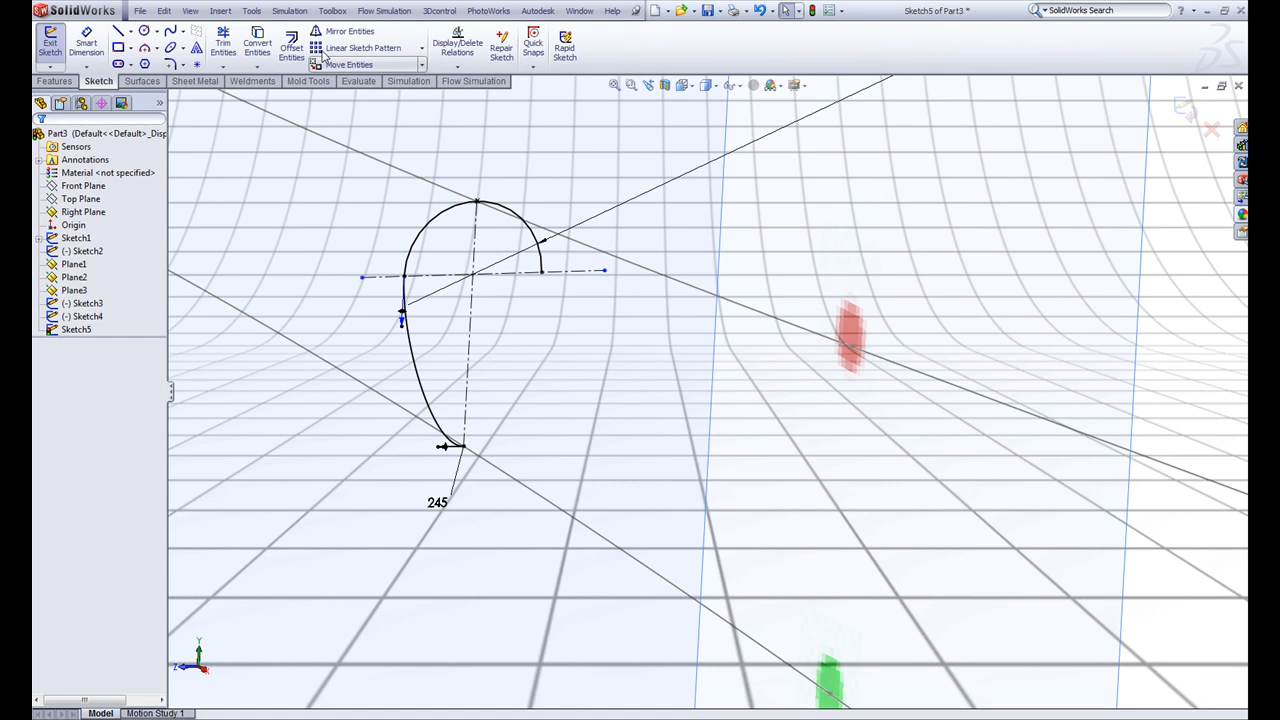 SolidWorks File Edit View Insert Tools Simulation Toolbox Flow Simulation PhotoWorks 3Dcontrol Autodesk Window Help Sketch5 of Part3 * SolidWorks Search
Exit Sketch
Smart Dimension
Trim Entities
Convert Entities
Offset Entities
Mirror Entities
Linear Sketch Pattern
Move Entities
Display/Delete Relations
Repair Sketch
Quick Snaps
Rapid Sketch
Features Sketch Surfaces Sheet Metal Weldments Mold Tools Evaluate Simulation Flow Simulation
Part3 (Default<<Default>_Disp
Sensors
Annotations
Material <not specified>
Front Plane
Top Plane
Right Plane
Origin
Sketch1
(-) Sketch2
Plane1
Plane2
Plane3
(-) Sketch3
(-) Sketch4
Sketch5
245
Y
Z
X
Model Motion Study 1